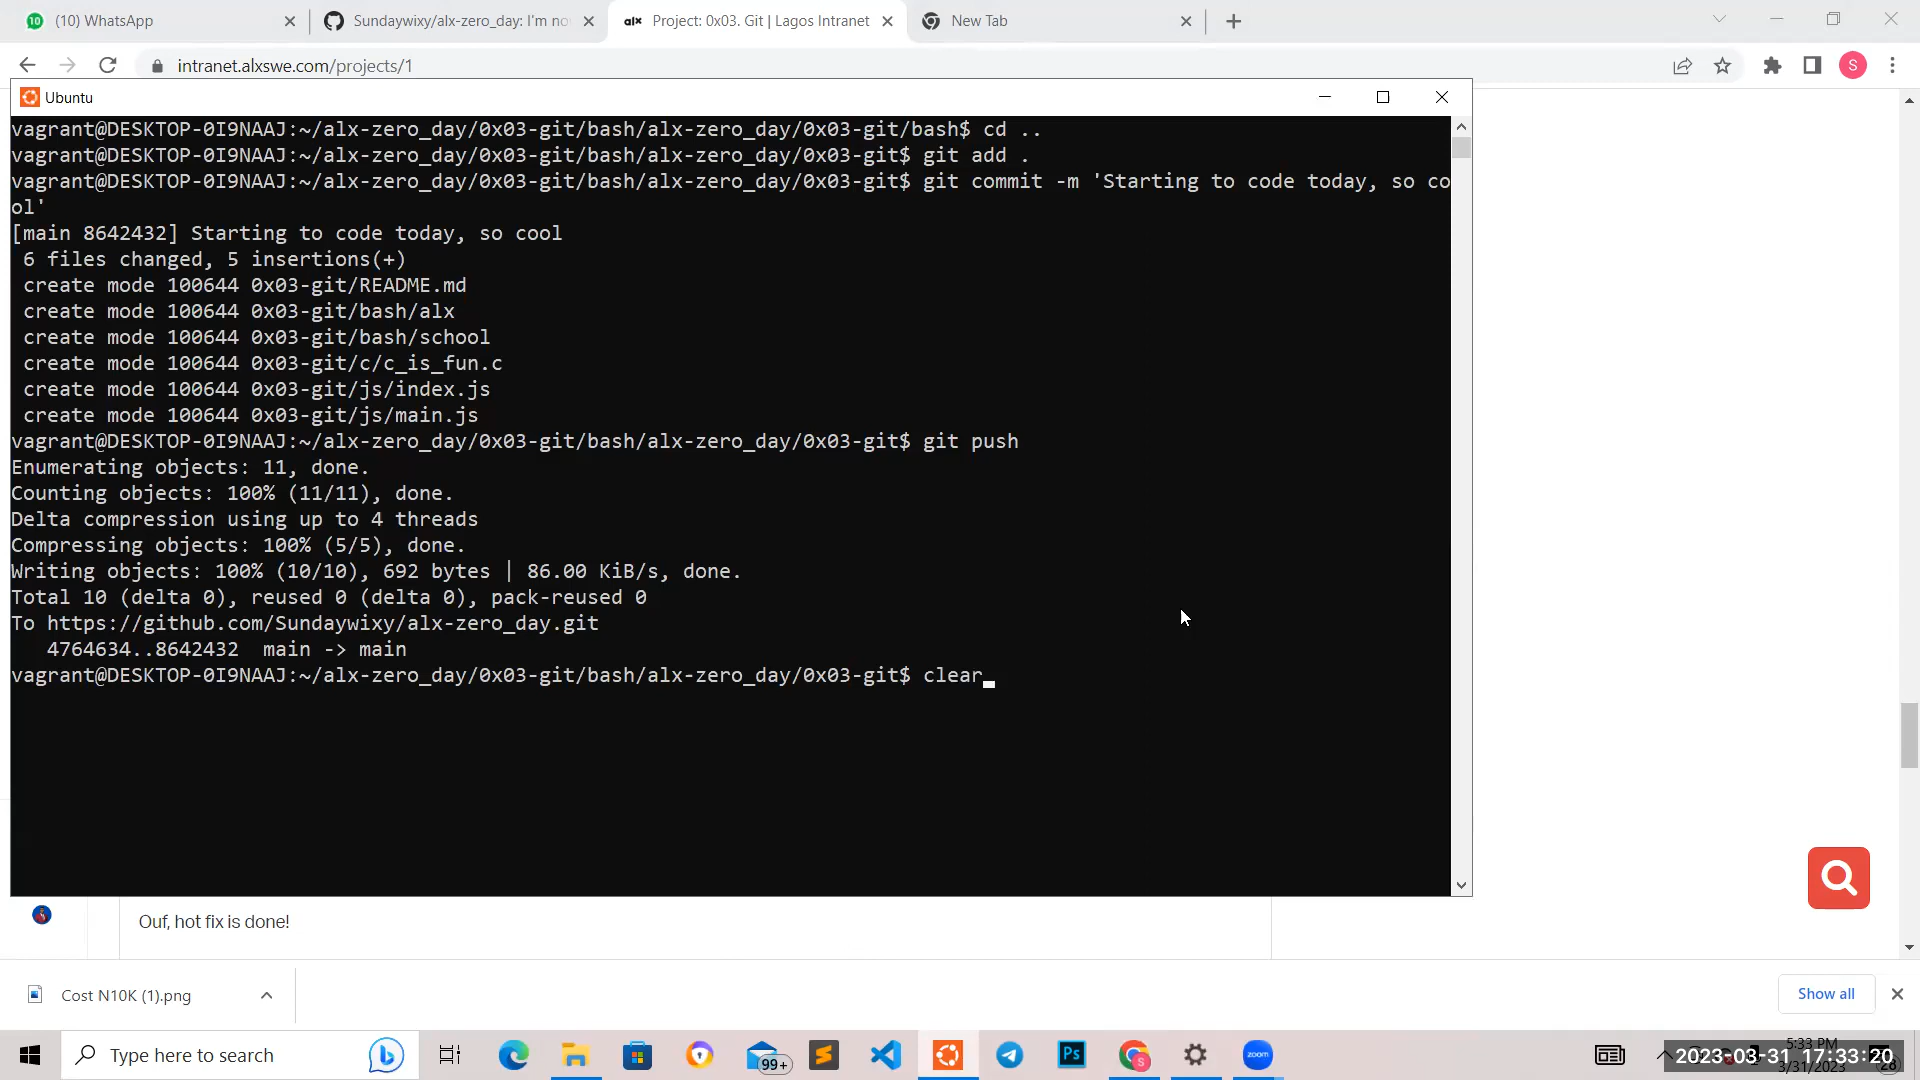 (10) WhatsApp
Sundaywixy/alx-zero_day: I'm no
alx Project: 0x03. Git | Lagos Intranet
New Tab
intranet.alxswe.com/projects/1
S
Ubuntu
vagrant@DESKTOP-0I9NAAJ:~/alx-zero_day/0x03-git/bash/alx-zero_day/0x03-git/bash$ cd ..
vagrant@DESKTOP-0I9NAAJ:~/alx-zero_day/0x03-git/bash/alx-zero_day/0x03-git$ git add .
vagrant@DESKTOP-0I9NAAJ:~/alx-zero_day/0x03-git/bash/alx-zero_day/0x03-git$ git commit -m 'Starting to code today, so co
ol'
[main 8642432] Starting to code today, so cool
6 files changed, 5 insertions(+)
create mode 100644 0x03-git/README.md
create mode 100644 0x03-git/bash/alx
create mode 100644 0x03-git/bash/school
create mode 100644 0x03-git/c/c_is_fun.c
create mode 100644 0x03-git/js/index.js
create mode 100644 0x03-git/js/main.js
vagrant@DESKTOP-0I9NAAJ:~/alx-zero_day/0x03-git/bash/alx-zero_day/0x03-git$ git push
Enumerating objects: 11, done.
Counting objects: 100% (11/11), done.
Delta compression using up to 4 threads
Compressing objects: 100% (5/5), done.
Writing objects: 100% (10/10), 692 bytes | 86.00 KiB/s, done.
Total 10 (delta 0), reused 0 (delta 0), pack-reused 0
To https://github.com/Sundaywixy/alx-zero_day.git
4764634..8642432 main -> main
vagrant@DESKTOP-0I9NAAJ:~/alx-zero_day/0x03-git/bash/alx-zero_day/0x03-git$ clear
Ouf, hot fix is done!
Cost N10K (1).png
Show all
Type here to search
99+
Ps
zoom
5:33 PM
2023-03-31 17:33:20
3/31/2023
28